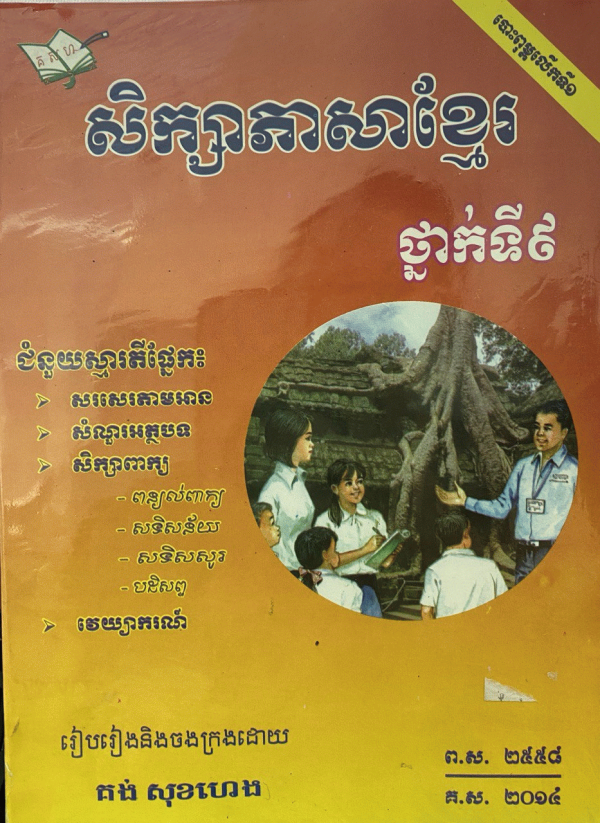 គ ស ហ
បោះពុម្ពលើកទី១
សិក្សាភាសាខ្មែរ
ថ្នាក់ទី៩
ជំនួយស្មារតីផ្នែក៖
➢ សរសេរតាមអាន
➢ សំណួរអត្ថបទ
➢ សិក្សាពាក្យ
- ពន្យល់ពាក្យ
- សទិសន័យ
- សទិសសូរ
- បដិសព្ទ
➢ វេយ្យាករណ៍
រៀបរៀងនិងចងក្រងដោយ
គង់ សុខហេង
ព.ស. ២៥៥៨
គ.ស. ២០១៤